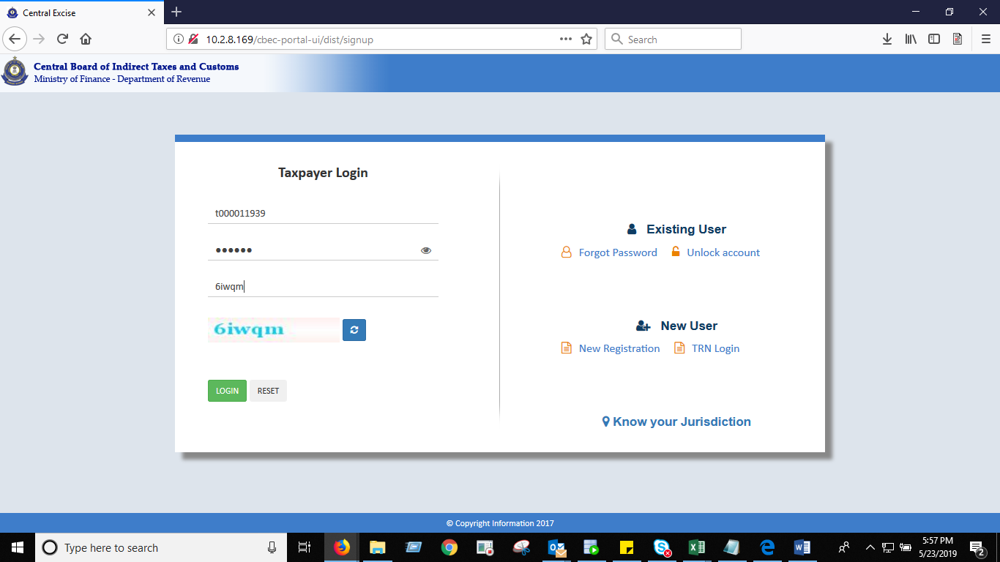 Central Excise
10.2.8.169/cbec-portal-ui/dist/signup
Search
Central Board of Indirect Taxes and Customs
Ministry of Finance - Department of Revenue
Taxpayer Login
t000011939
6iwqm
6iwqm
LOGIN RESET
Existing User
Forgot Password Unlock account
New User
New Registration TRN Login
Know your Jurisdiction
© Copyright Information 2017
Type here to search
5:57 PM
5/23/2019
2